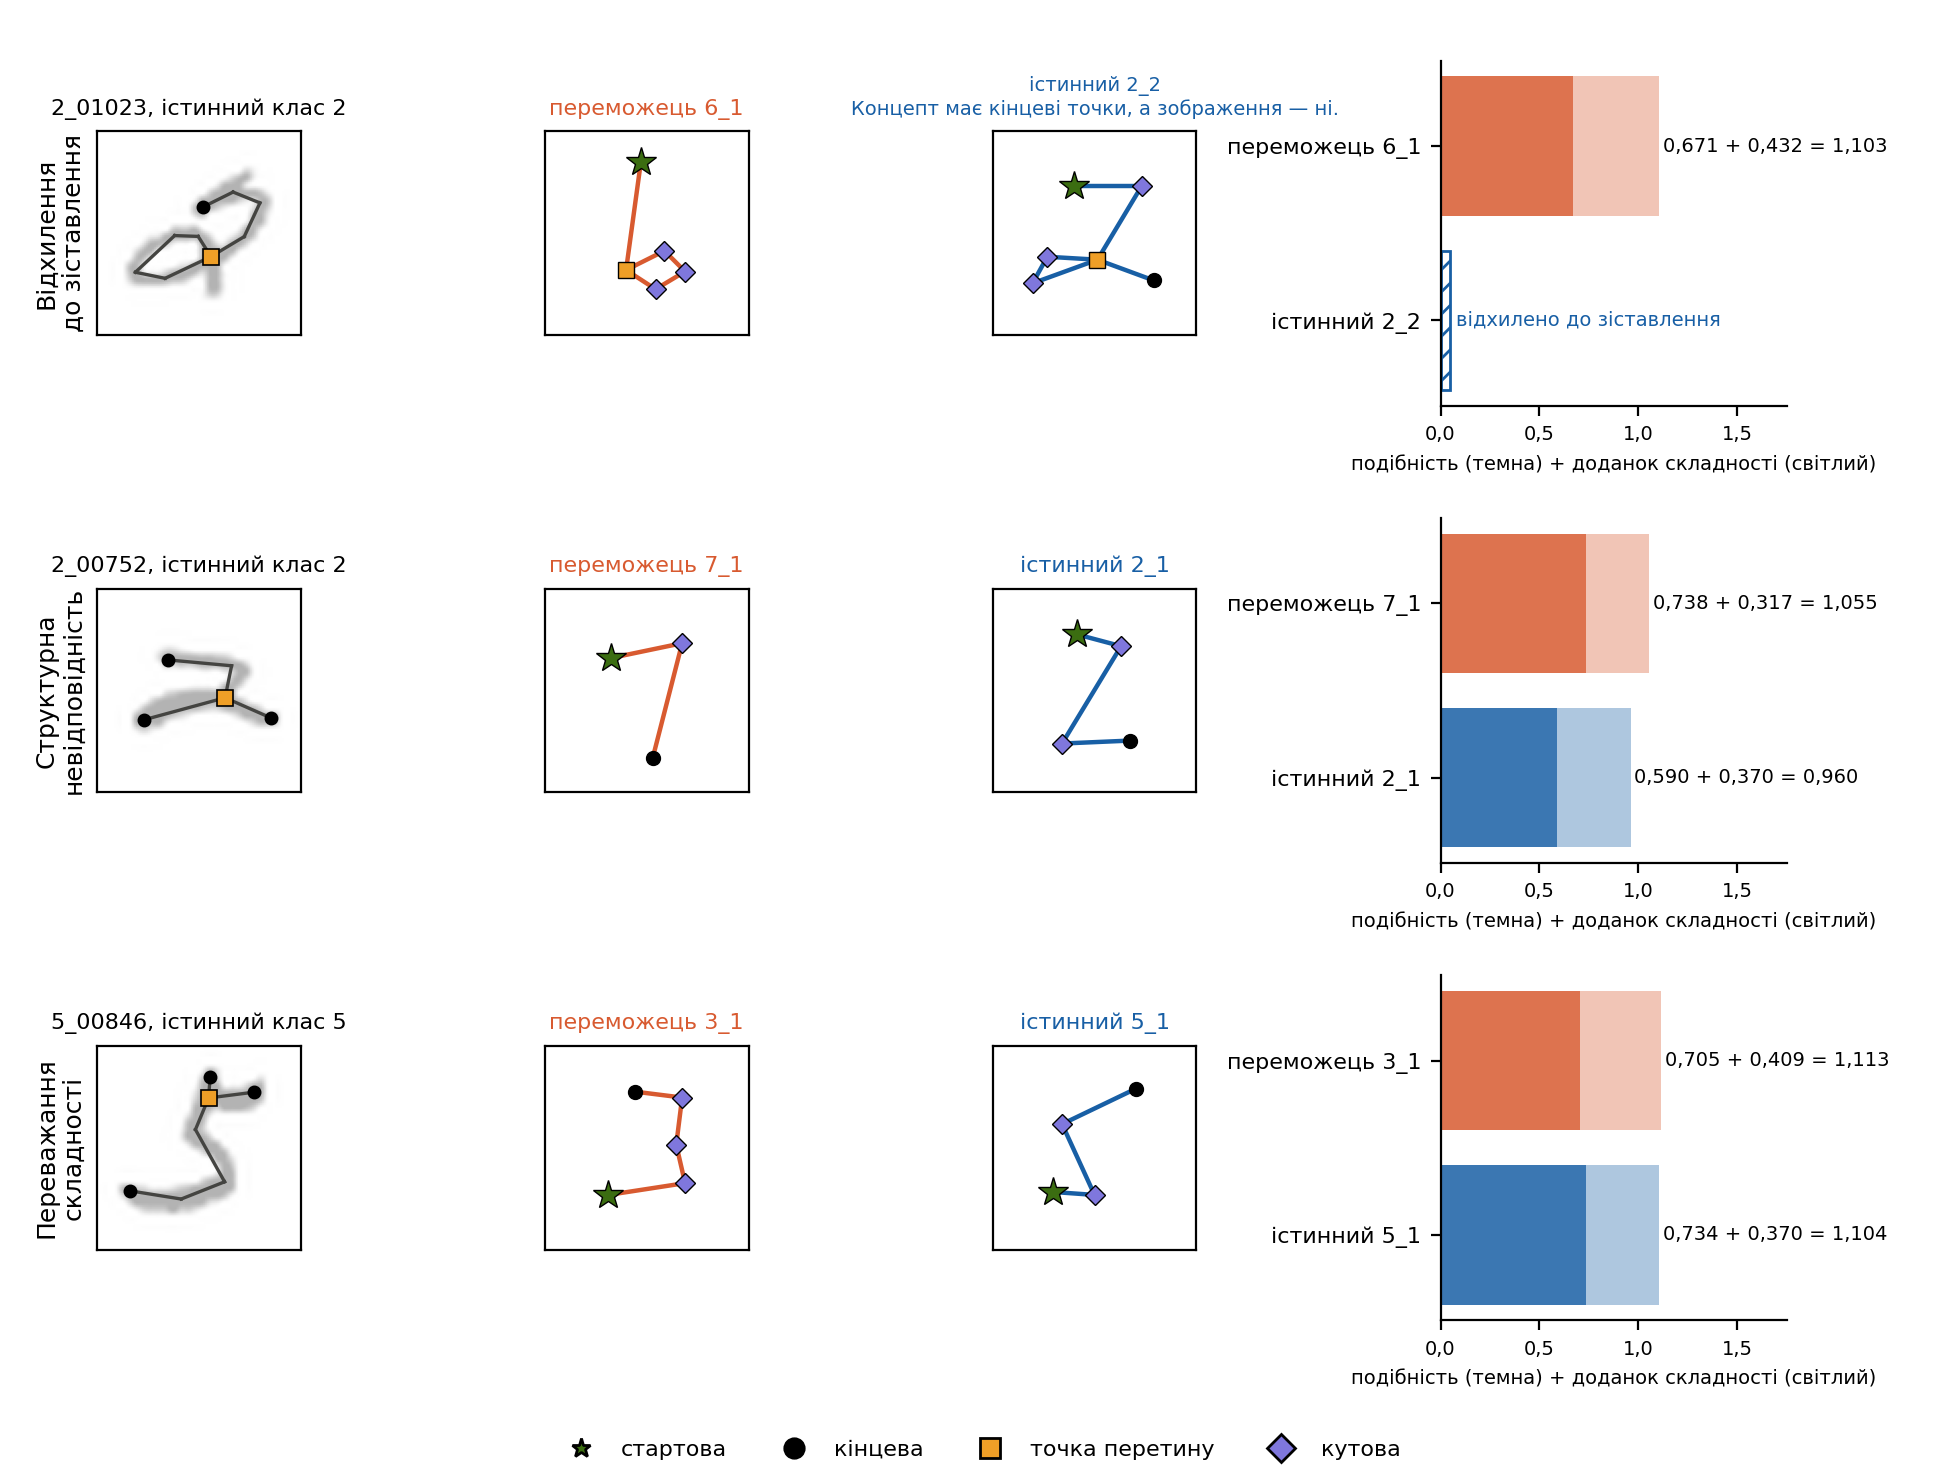 Відхилення
до зіставлення
2_01023, істинний клас 2
переможець 6_1
істинний 2_2
Концепт має кінцеві точки, а зображення — ні.
переможець 6_1
0,671 + 0,432 = 1,103
істинний 2_2
відхилено до зіставлення
0,0 0,5 1,0 1,5
подібність (темна) + доданок складності (світлий)
Структурна
невідповідність
2_00752, істинний клас 2
переможець 7_1
істинний 2_1
переможець 7_1
0,738 + 0,317 = 1,055
істинний 2_1
0,590 + 0,370 = 0,960
0,0 0,5 1,0 1,5
подібність (темна) + доданок складності (світлий)
Переважання
складності
5_00846, істинний клас 5
переможець 3_1
істинний 5_1
переможець 3_1
0,705 + 0,409 = 1,113
істинний 5_1
0,734 + 0,370 = 1,104
0,0 0,5 1,0 1,5
подібність (темна) + доданок складності (світлий)
стартова кінцева точка перетину кутова